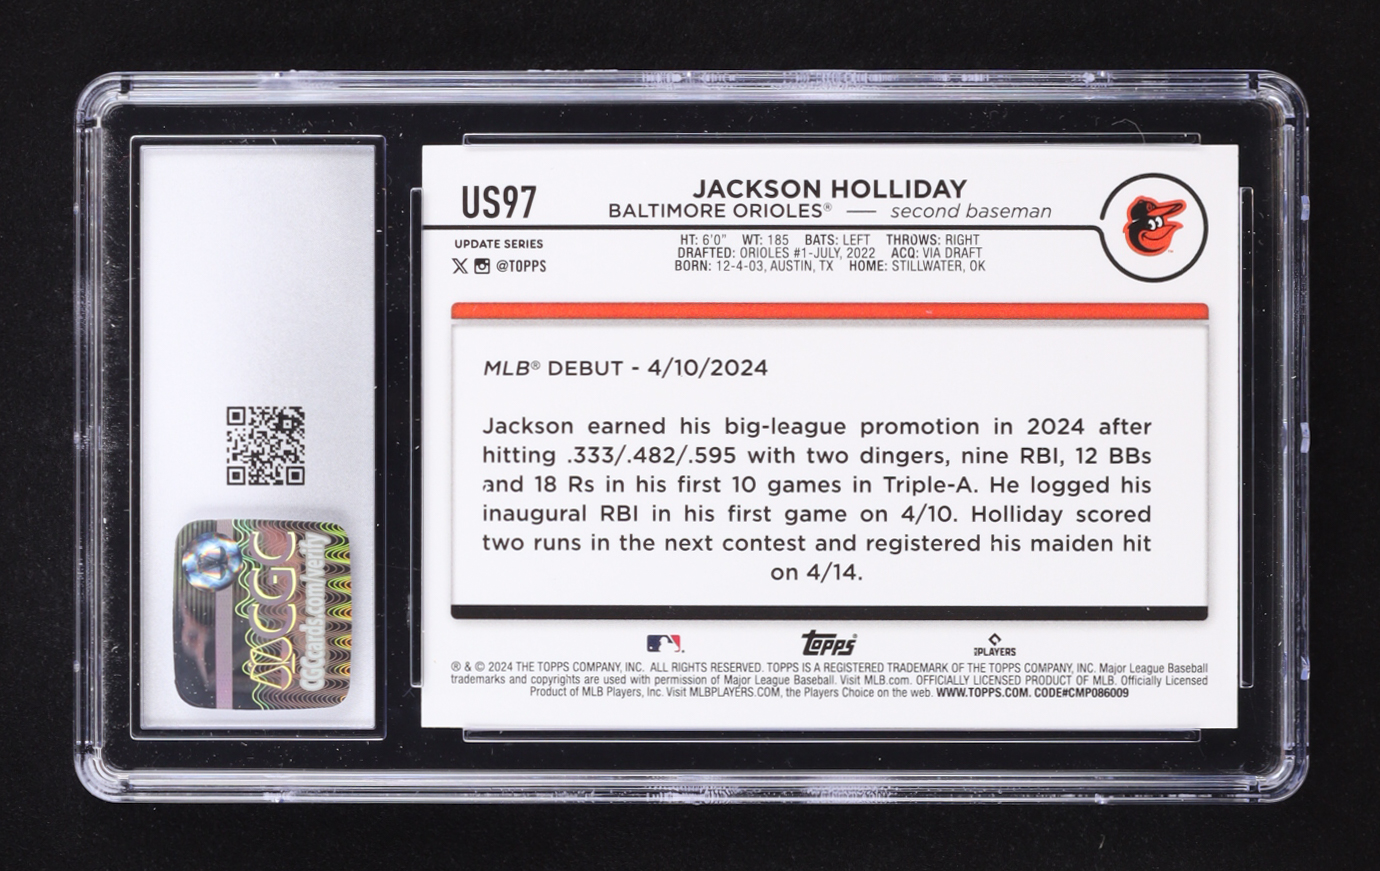 US97
JACKSON HOLLIDAY
BALTIMORE ORIOLES® — second baseman
UPDATE SERIES
@TOPPS
HT: 6'0" WT: 185 BATS: LEFT THROWS: RIGHT
DRAFTED: ORIOLES #1-JULY, 2022 ACQ: VIA DRAFT
BORN: 12-4-03, AUSTIN, TX HOME: STILLWATER, OK
MLB® DEBUT - 4/10/2024
Jackson earned his big-league promotion in 2024 after
hitting .333/.482/.595 with two dingers, nine RBI, 12 BBs
and 18 Rs in his first 10 games in Triple-A. He logged his
inaugural RBI in his first game on 4/10. Holliday scored
two runs in the next contest and registered his maiden hit
on 4/14.
Topps®
PLAYERS
® & © 2024 THE TOPPS COMPANY, INC. ALL RIGHTS RESERVED. TOPPS IS A REGISTERED TRADEMARK OF THE TOPPS COMPANY, INC. Major League Baseball
trademarks and copyrights are used with permission of Major League Baseball. Visit MLB.com. OFFICIALLY LICENSED PRODUCT OF MLB. Officially Licensed
Product of MLB Players, Inc. Visit MLBPLAYERS.COM, the Players Choice on the web. WWW.TOPPS.COM. CODE#CMP086009
CGC
CGCcards.com/verify